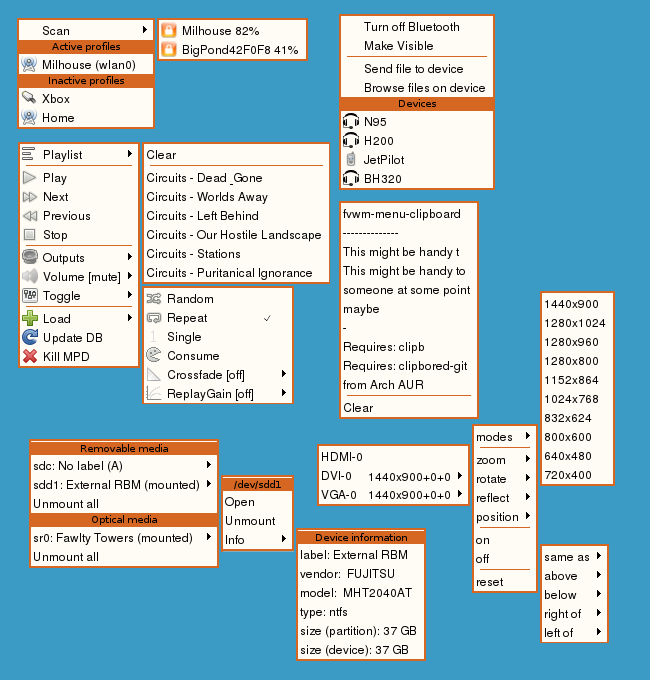 Scan
Active profiles
Milhouse (wlan0)
Inactive profiles
Xbox
Home
Milhouse 82%
BigPond42F0F8 41%
Turn off Bluetooth
Make Visible
Send file to device
Browse files on device
Devices
N95
H200
JetPilot
BH320
Playlist
Play
Next
Previous
Stop
Outputs
Volume [mute]
Toggle
Load
Update DB
Kill MPD
Clear
Circuits - Dead _Gone
Circuits - Worlds Away
Circuits - Left Behind
Circuits - Our Hostile Landscape
Circuits - Stations
Circuits - Puritanical Ignorance
Random
Repeat ✓
Single
Consume
Crossfade [off]
ReplayGain [off]
fvwm-menu-clipboard
--------------
This might be handy t
This might be handy to
someone at some point
maybe
-
Requires: clipb
Requires: clipbored-git
from Arch AUR
Clear
Removable media
sdc: No label (A)
sdd1: External RBM (mounted)
Unmount all
Optical media
sr0: Fawlty Towers (mounted)
Unmount all
/dev/sdd1
Open
Unmount
Info
Device information
label: External RBM
vendor: FUJITSU
model: MHT2040AT
type: ntfs
size (partition): 37 GB
size (device): 37 GB
HDMI-0
DVI-0 1440x900+0+0
VGA-0 1440x900+0+0
modes
zoom
rotate
reflect
position
on
off
reset
1440x900
1280x1024
1280x960
1280x800
1152x864
1024x768
832x624
800x600
640x480
720x400
same as
above
below
right of
left of